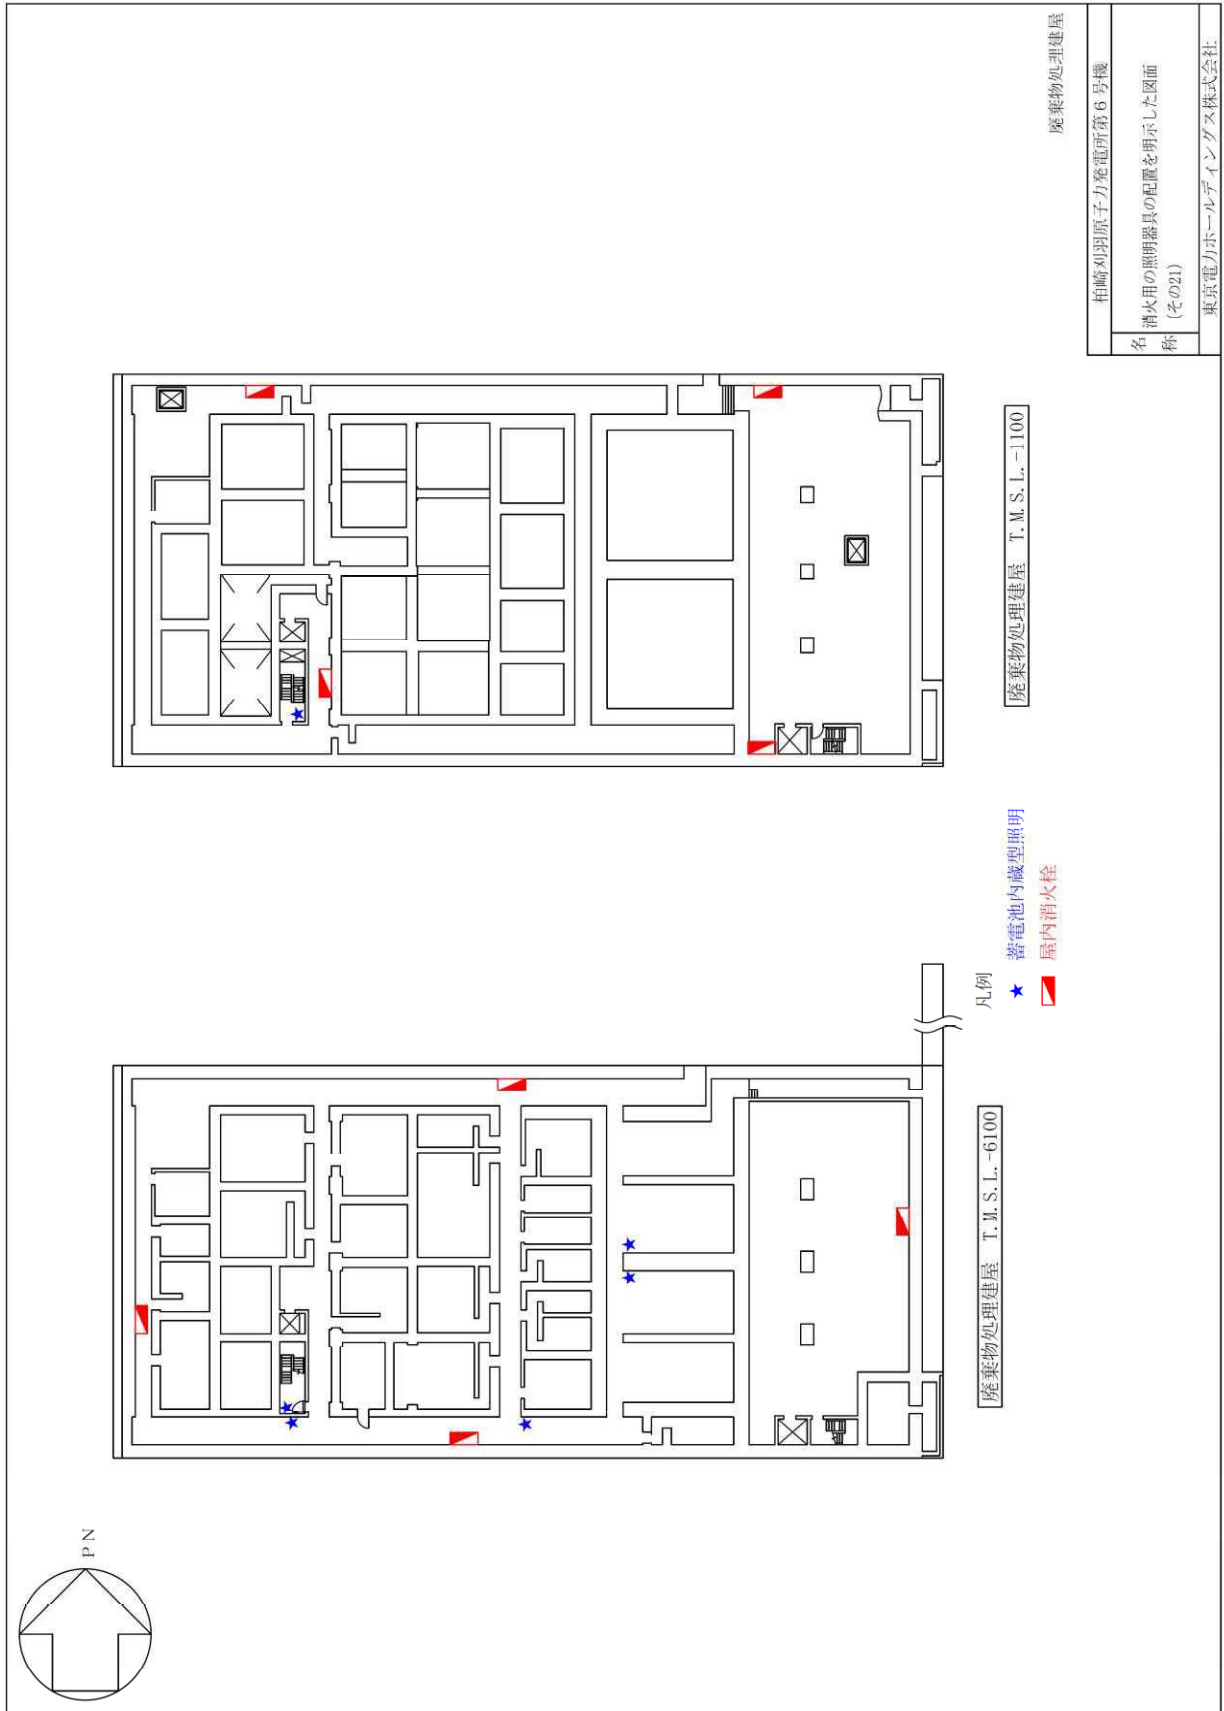 PN
廃棄物処理建屋 T.M.S.L.-6100
凡例
★ 蓄電池内蔵型照明
屋内消火栓
廃棄物処理建屋 T.M.S.L.-1100
廃棄物処理建屋
柏崎刈羽原子力発電所第6号機
名称
消火用の照明器具の配置を明示した図面
(その21)
東京電力ホールディングス株式会社